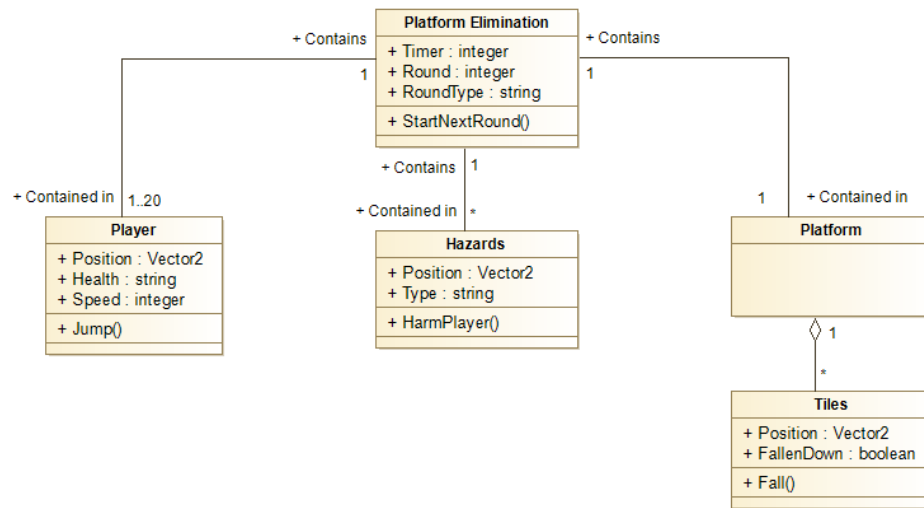 Platform Elimination
+ Timer : integer
+ Round : integer
+ RoundType : string
+ StartNextRound()
+ Contains
1
+ Contains
1
+ Contains
1
+ Contained in
1..20
+ Contained in
*
1
+ Contained in
Player
+ Position : Vector2
+ Health : string
+ Speed : integer
+ Jump()
Hazards
+ Position : Vector2
+ Type : string
+ HarmPlayer()
Platform
1
*
Tiles
+ Position : Vector2
+ FallenDown : boolean
+ Fall()